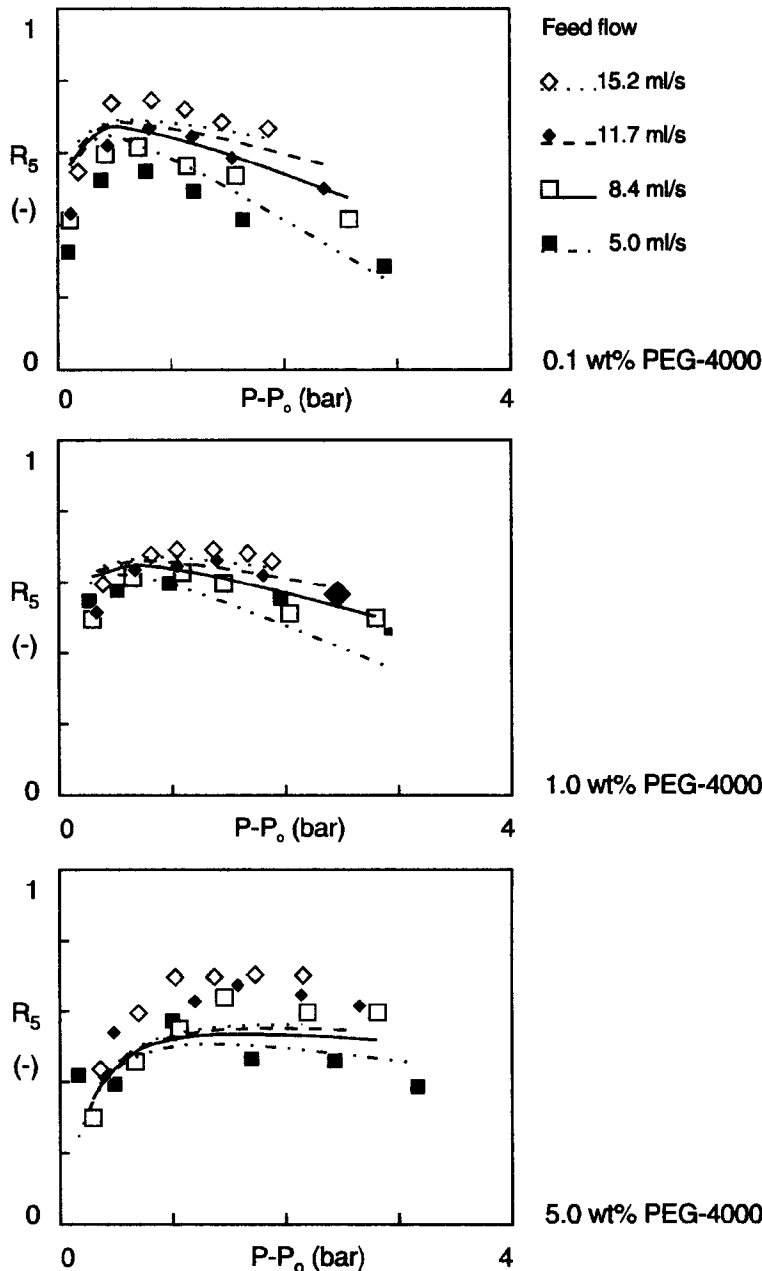 1
R5
(-)
0
0
P-Po (bar)
4
Feed flow
15.2 ml/s
11.7 ml/s
8.4 ml/s
5.0 ml/s
0.1 wt% PEG-4000
1
R5
(-)
0
0
P-Po (bar)
4
1.0 wt% PEG-4000
1
R5
(-)
0
0
P-Po (bar)
4
5.0 wt% PEG-4000